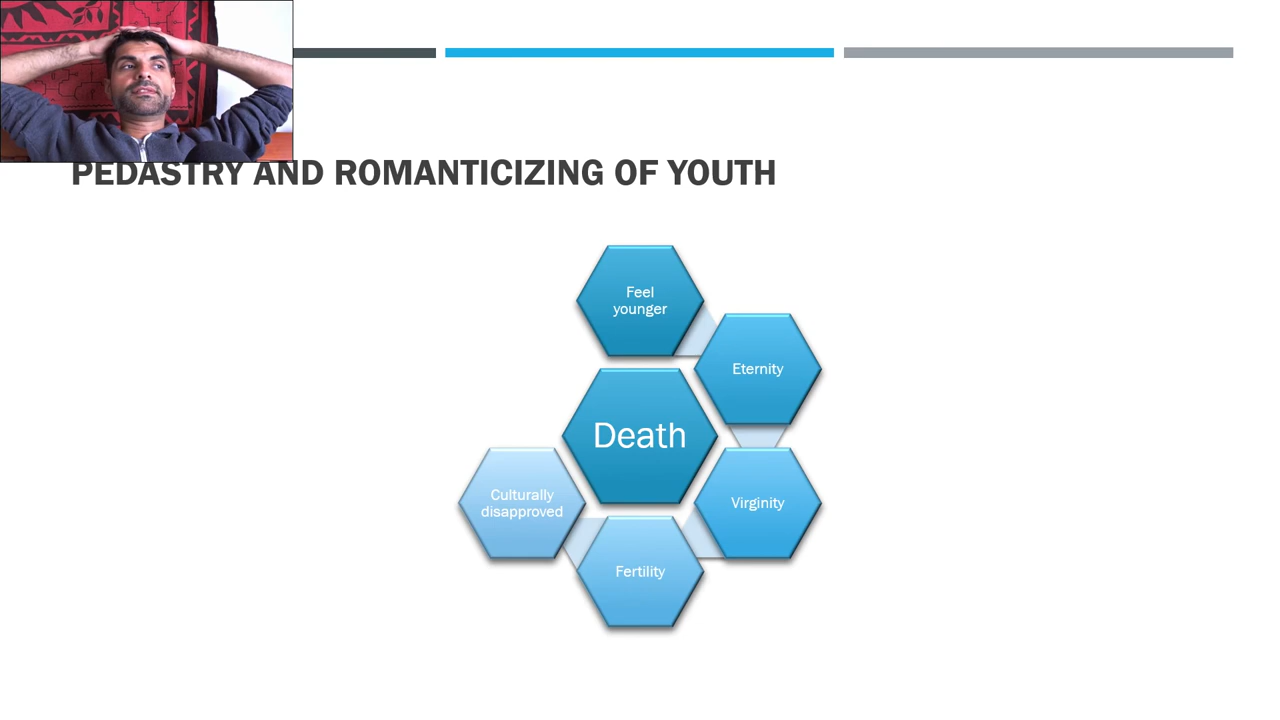 PEDASTRY AND ROMANTICIZING OF YOUTH
Feel
younger
Eternity
Death
Culturally
disapproved
Virginity
Fertility